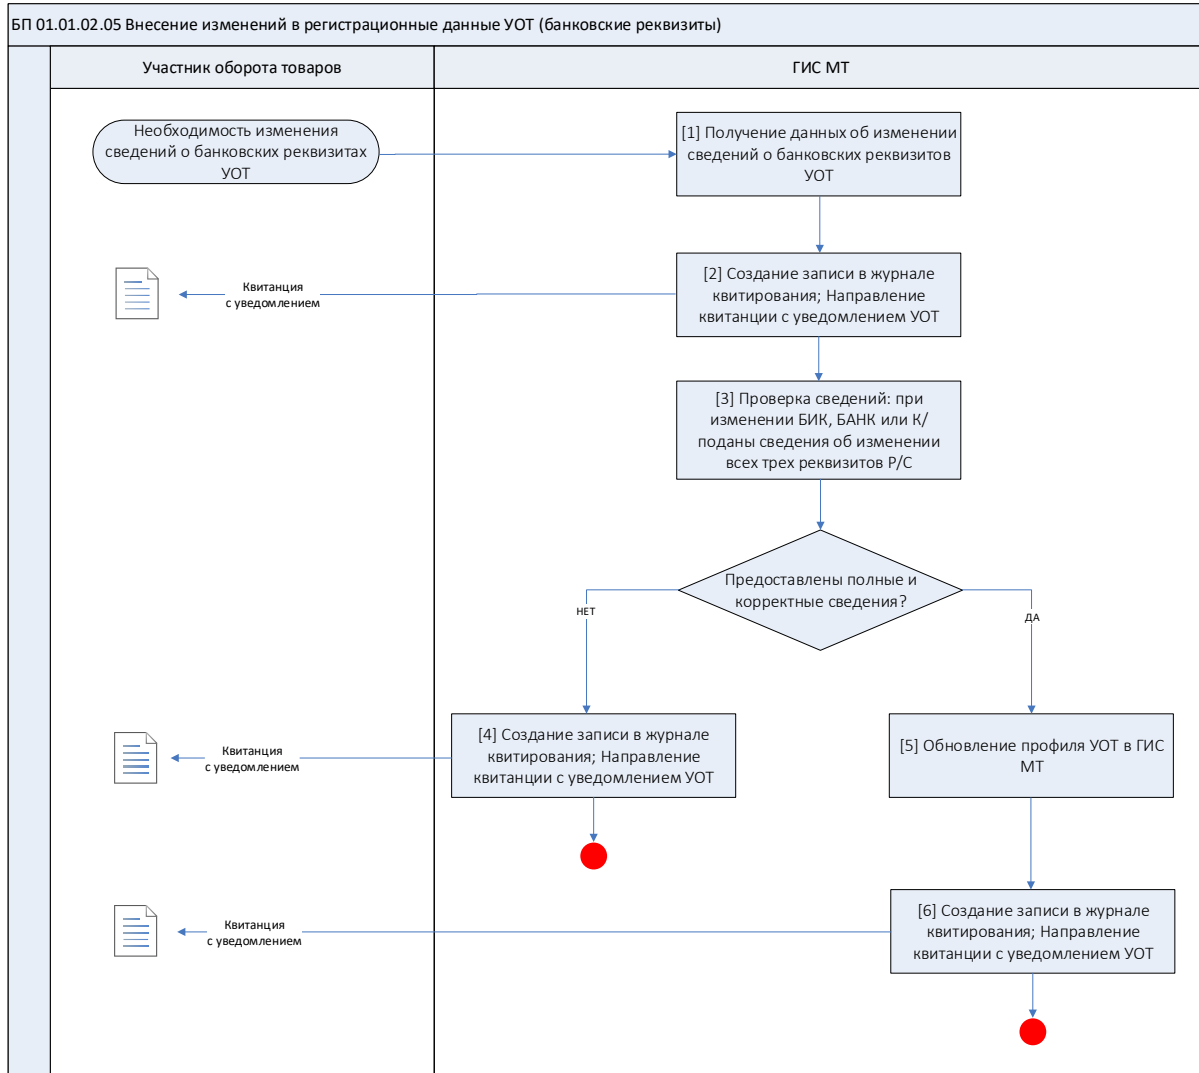 БП 01.01.02.05 Внесение изменений в регистрационные данные УОТ (банковские реквизиты)
Участник оборота товаров
ГИС МТ
Необходимость изменения
сведений о банковских реквизитах
УОТ
[1] Получение данных об изменении
сведений о банковских реквизитов
УОТ
[2] Создание записи в журнале
квитирования; Направление
квитанции с уведомлением УОТ
Квитанция
с уведомлением
[3] Проверка сведений: при
изменении БИК, БАНК или К/
поданы сведения об изменении
всех трех реквизитов Р/С
Предоставлены полные и
корректные сведения?
НЕТ
ДА
[4] Создание записи в журнале
квитирования; Направление
квитанции с уведомлением УОТ
Квитанция
с уведомлением
[5] Обновление профиля УОТ в ГИС
МТ
[6] Создание записи в журнале
квитирования; Направление
квитанции с уведомлением УОТ
Квитанция
с уведомлением